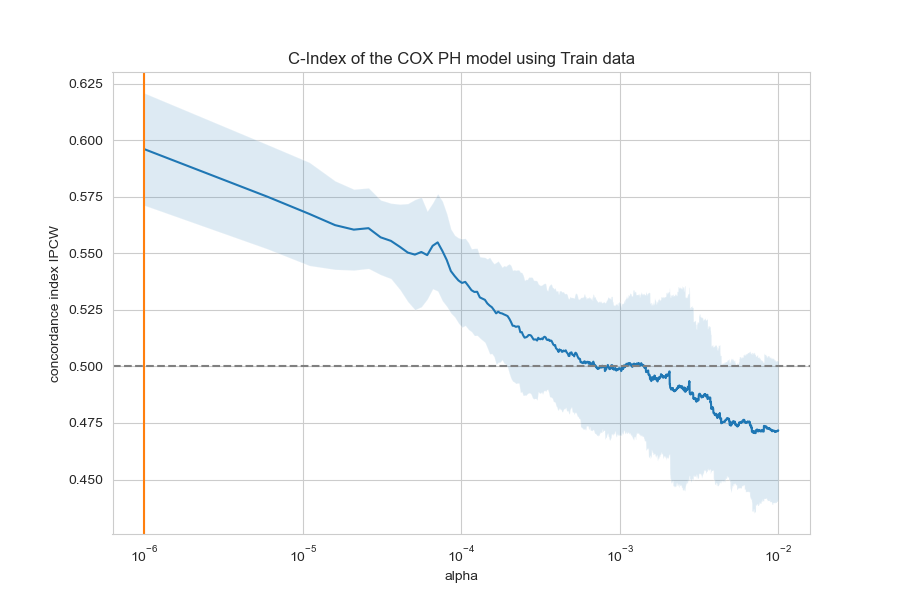 C-Index of the COX PH model using Train data
concordance index IPCW
0.625
0.600
0.575
0.550
0.525
0.500
0.475
0.450
10⁻⁶ 10⁻⁵ 10⁻⁴ 10⁻³ 10⁻²
alpha